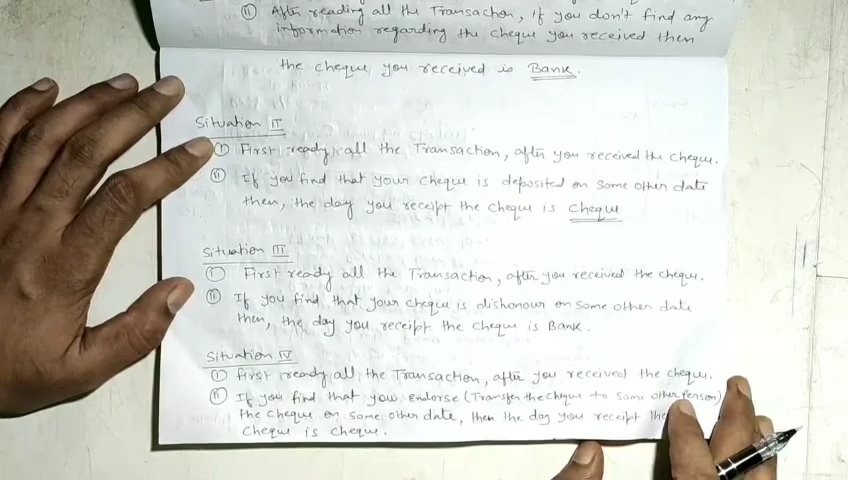 (ii) After reading all the Transaction, if you don't find any
information regarding the cheque you received then
the cheque you received is Bank.
Situation II
(i) First ready all the Transaction, after you received the cheque.
(ii) If you find that your cheque is deposited on some other date
then, the day you receipt the cheque is Cheque
Situation III
(i) First ready all the Transaction, after you received the cheque.
(ii) If you find that your cheque is dishonour on some other date
then, the day you receipt the cheque is Bank.
Situation IV
(i) First ready all the Transaction, after you received the cheque.
(ii) If you find that you endorse (Transfer the cheque to some other Person)
the cheque on some other date, then the day you receipt the
cheque is cheque.